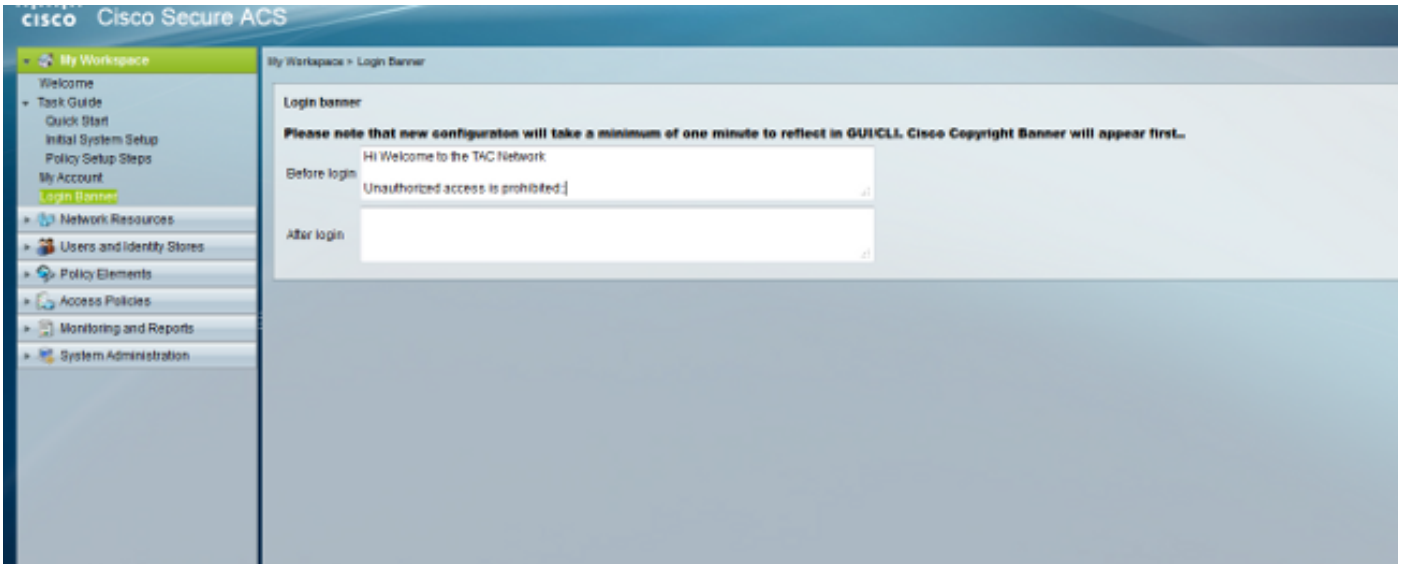 CISCO Cisco Secure ACS
My Workspace
Welcome
Task Guide
Quick Start
Initial System Setup
Policy Setup Steps
My Account
Login Banner
Network Resources
Users and Identity Stores
Policy Elements
Access Policies
Monitoring and Reports
System Administration
My Workspace > Login Banner
Login banner
Please note that new configuraton will take a minimum of one minute to reflect in GUI/CLI. Cisco Copyright Banner will appear first..
Before login
Hi Welcome to the TAC Network
Unauthorized access is prohibited:
After login